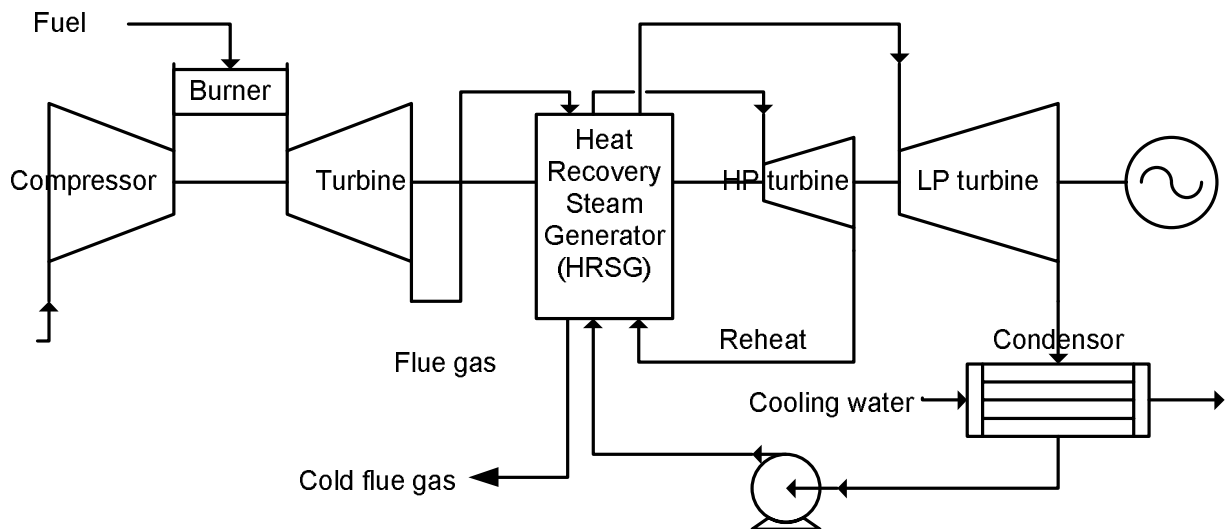 Fuel
Burner
Compressor
Turbine
Heat
Recovery
Steam
Generator
(HRSG)
HP turbine
LP turbine
Reheat
Flue gas
Condensor
Cooling water
Cold flue gas